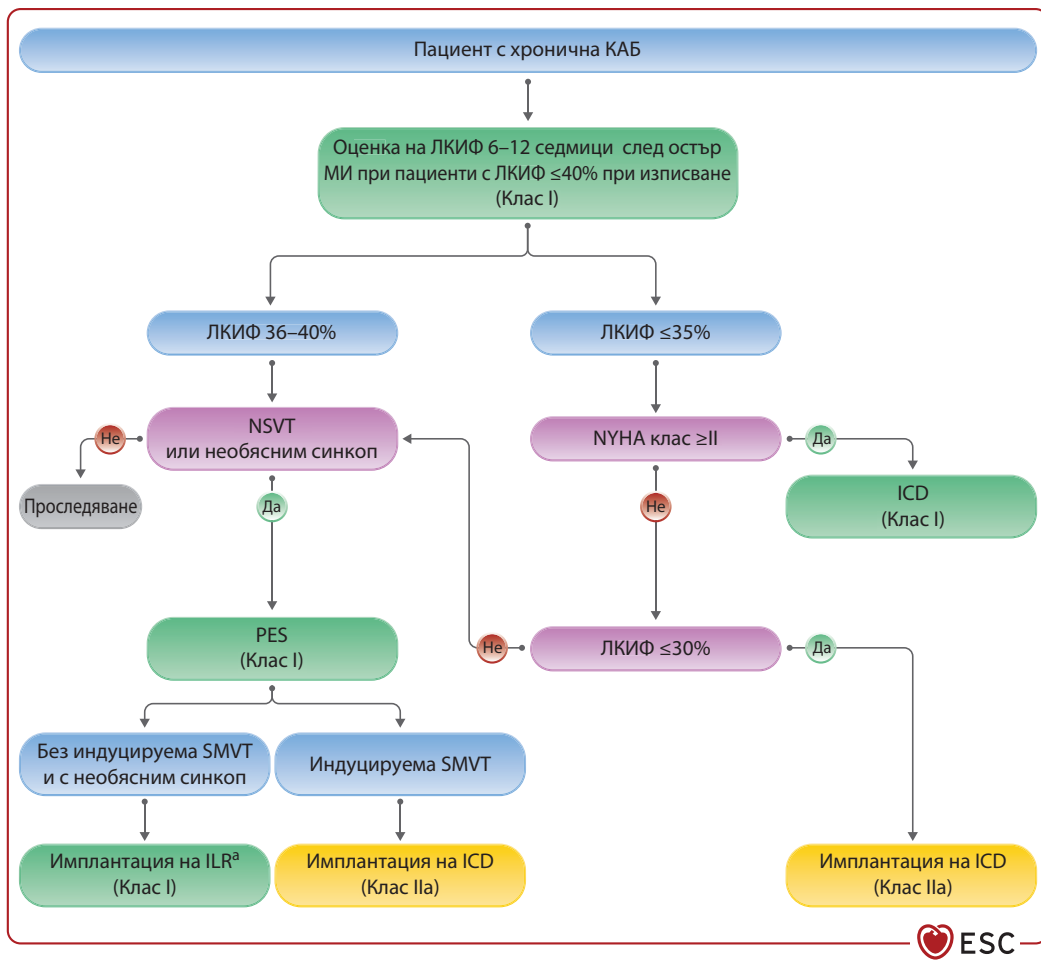 Пациент с хронична КАБ
Оценка на ЛКИФ 6–12 седмици след остър
МИ при пациенти с ЛКИФ ≤40% при изписване
(Клас I)
ЛКИФ 36–40%
ЛКИФ ≤35%
NSVT
или необясним синкоп
NYHA клас ≥II
Не
Да
Проследяване
Да
Не
ICD
(Клас I)
PES
(Клас I)
Не
ЛКИФ ≤30%
Да
Без индуцируема SMVT
и с необясним синкоп
Индуцируема SMVT
Имплантация на ILRᵃ
(Клас I)
Имплантация на ICD
(Клас IIa)
Имплантация на ICD
(Клас IIa)
ESC